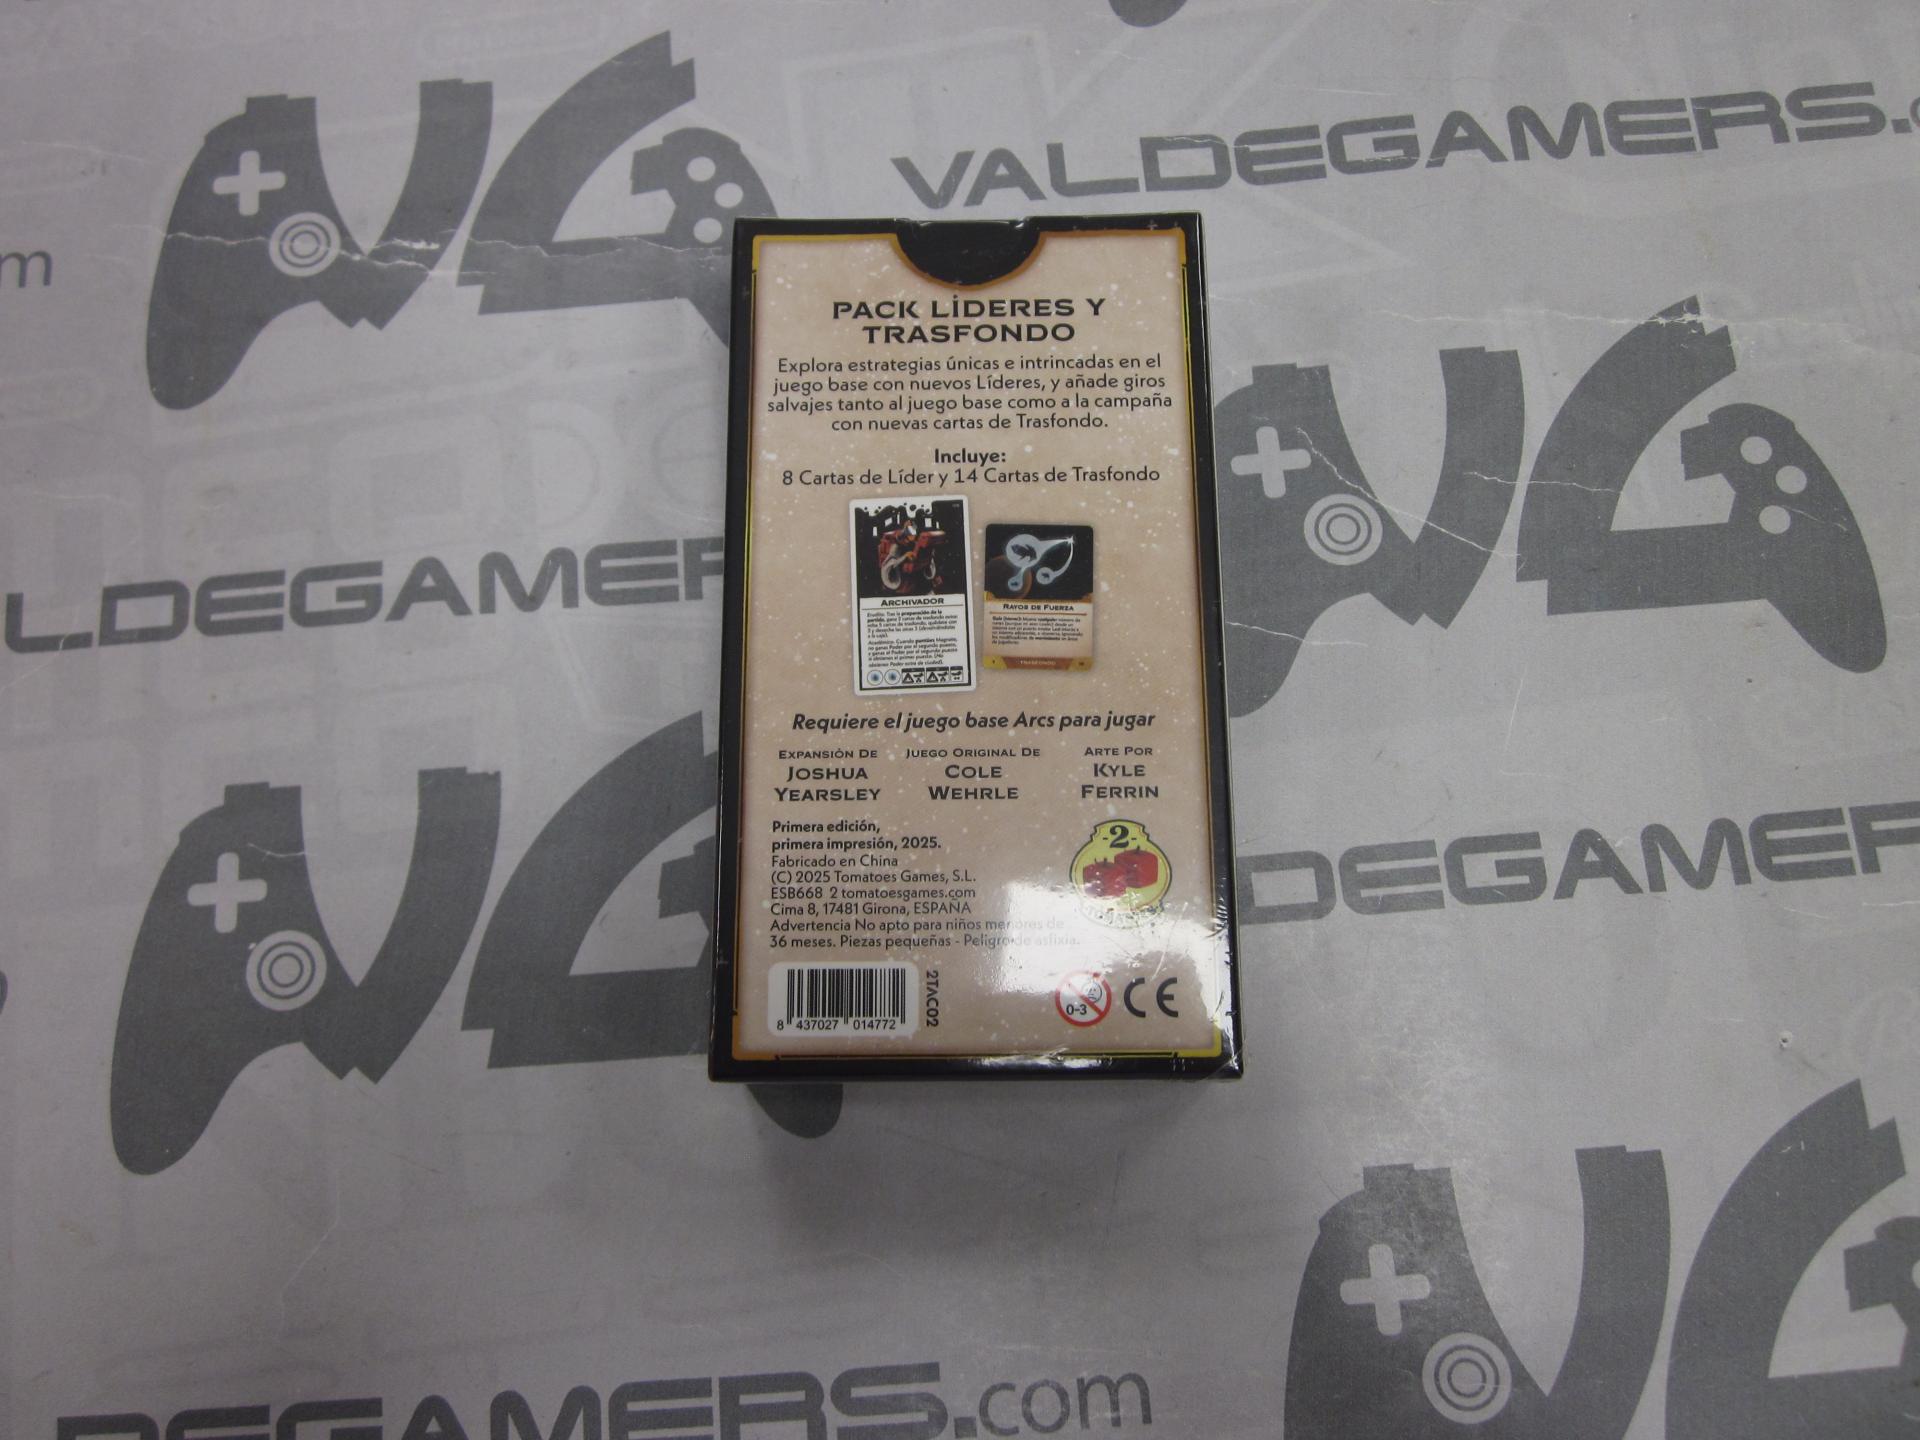 VALDEGAMERS.c
m
PACK LÍDERES Y
TRASFONDO
Explora estrategias únicas e intrincadas en el
juego base con nuevos Líderes, y añade giros
salvajes tanto al juego base como a la campaña
con nuevas cartas de Trasfondo.
Incluye:
8 Cartas de Líder y 14 Cartas de Trasfondo
LDEGAMER
ARCHIVADOR
RAYOS DE FUERZA
TRASFONDO
Requiere el juego base Arcs para jugar
EXPANSIÓN DE
JOSHUA
YEARSLEY
JUEGO ORIGINAL DE
COLE
WEHRLE
ARTE POR
KYLE
FERRIN
Primera edición,
primera impresión, 2025.
Fabricado en China
(C) 2025 Tomatoes Games, S.L.
ESB668 2 tomatoesgames.com
Cima 8, 17481 Girona, ESPAÑA
Advertencia No apto para niños menores de
36 meses. Piezas pequeñas - Peligro de asfixia.
-2-
DEGAMER
8 437027 014772
2TAC02
0-3
CE
DEGAMERS.com